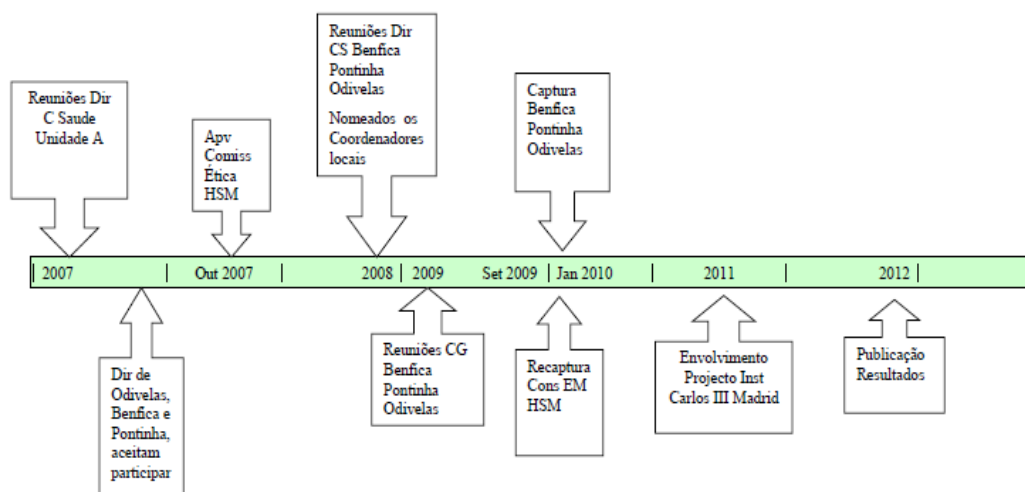 Reuniões Dir
C Saude
Unidade A
Apv
Comiss
Ética
HSM
Reuniões Dir
CS Benfica
Pontinha
Odivelas
Nomeados os
Coordenadores
locais
Captura
Benfica
Pontinha
Odivelas
2007
Out 2007
2008
2009
Set 2009
Jan 2010
2011
2012
Dir de
Odivelas,
Benfica e
Pontinha,
aceitam
participar
Reuniões CG
Benfica
Pontinha
Odivelas
Recaptura
Cons EM
HSM
Envolvimento
Projecto Inst
Carlos III Madrid
Publicação
Resultados